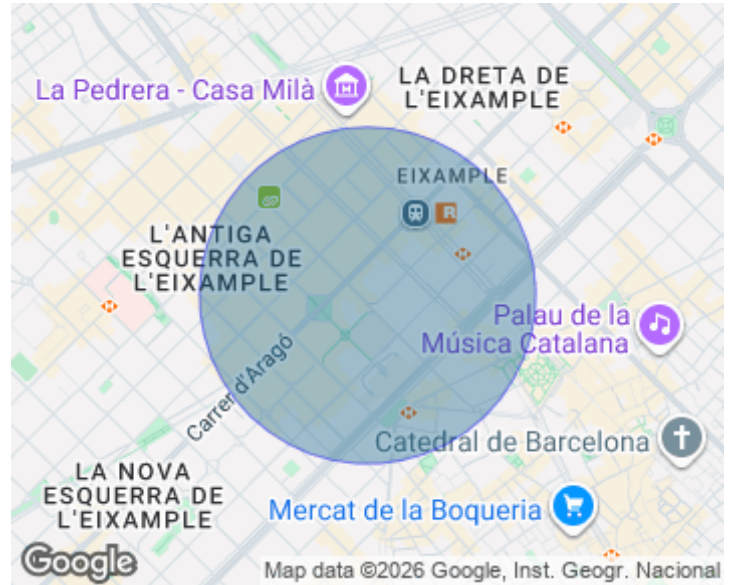 La Pedrera - Casa Milà
LA DRETA DE
L'EIXAMPLE
EIXAMPLE
R
L'ANTIGA
ESQUERRA DE
L'EIXAMPLE
Palau de la
Música Catalana
Carrer d'Aragó
Catedral de Barcelona
LA NOVA
ESQUERRA DE
L'EIXAMPLE
Mercat de la Boqueria
Google
Map data ©2026 Google, Inst. Geogr. Nacional